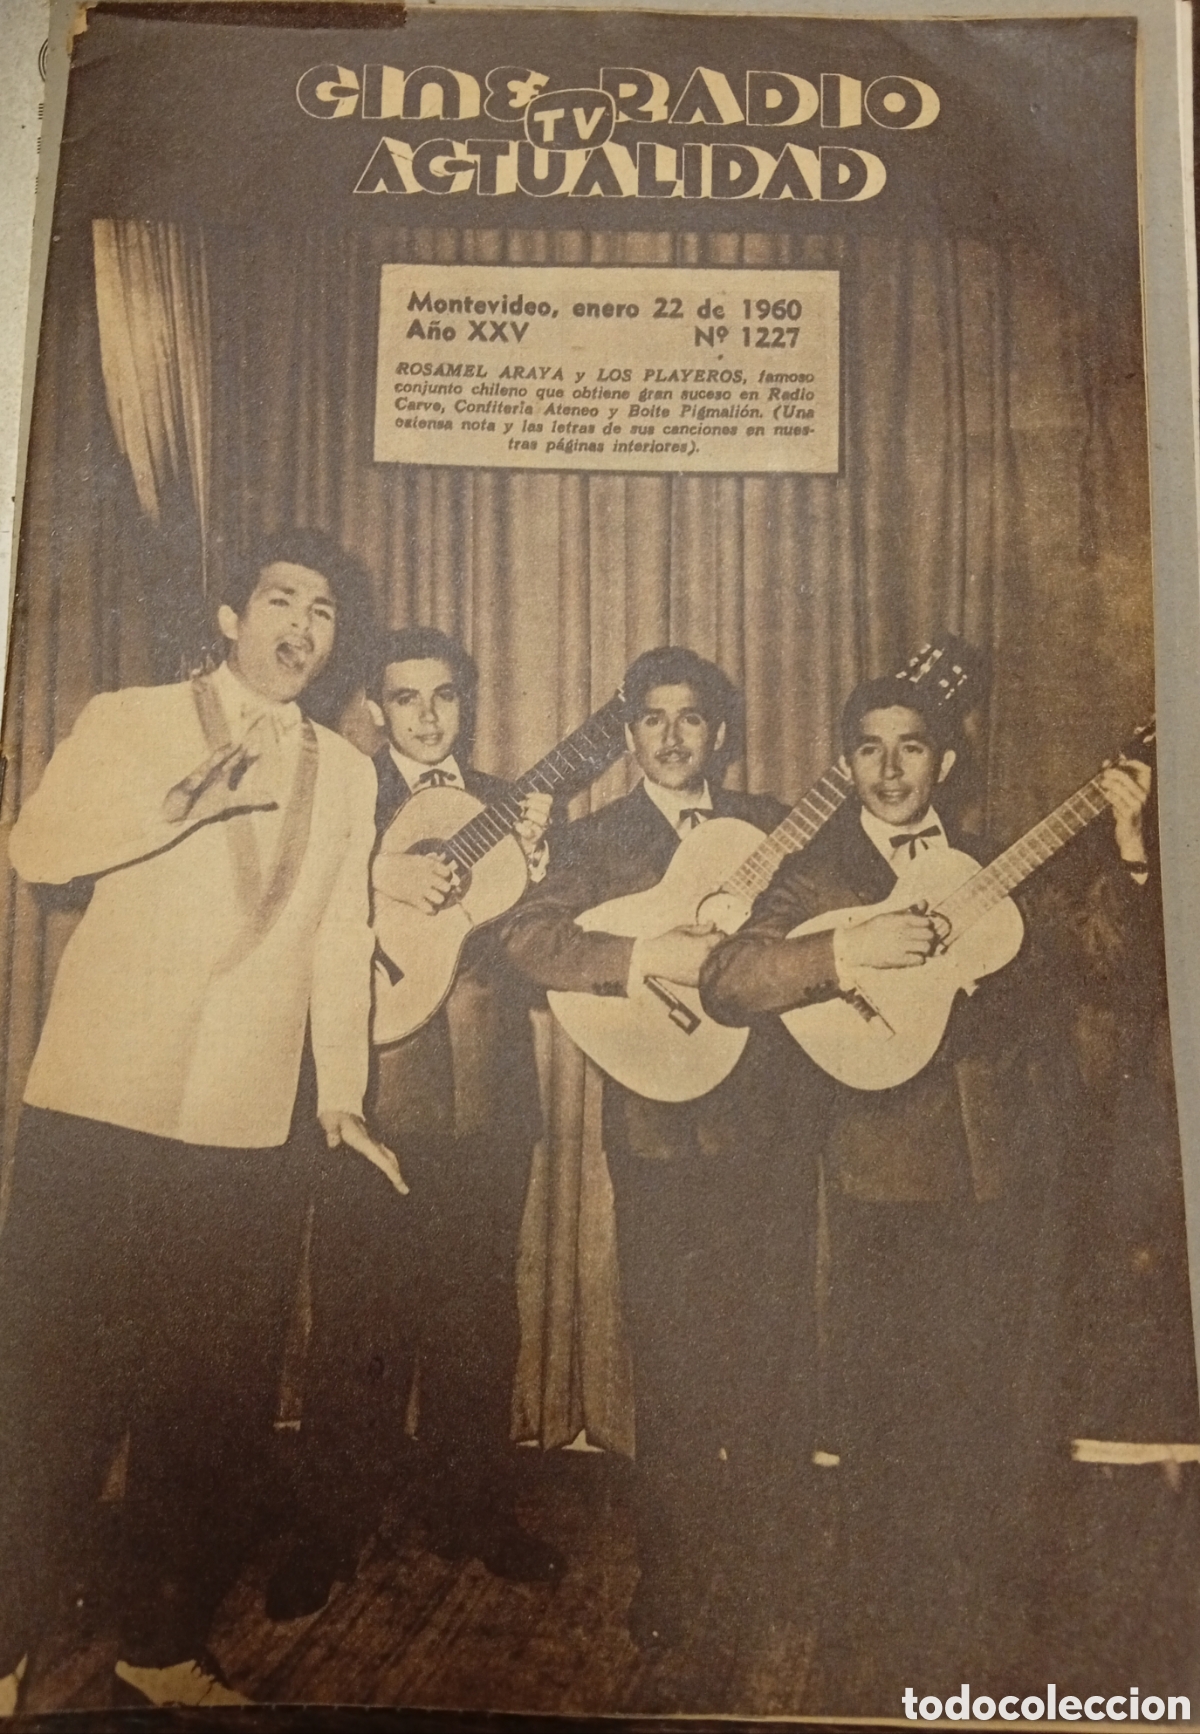 CINE RADIO
TV
ACTUALIDAD
Montevideo, enero 22 de 1960
Año XXV Nº 1227
ROSAMEL ARAYA y LOS PLAYEROS, famoso
conjunto chileno que obtiene gran suceso en Radio
Carve, Confitería Ateneo y Boite Pigmalión. (Una
extensa nota y las letras de sus canciones en nues-
tras páginas interiores).
todocoleccion